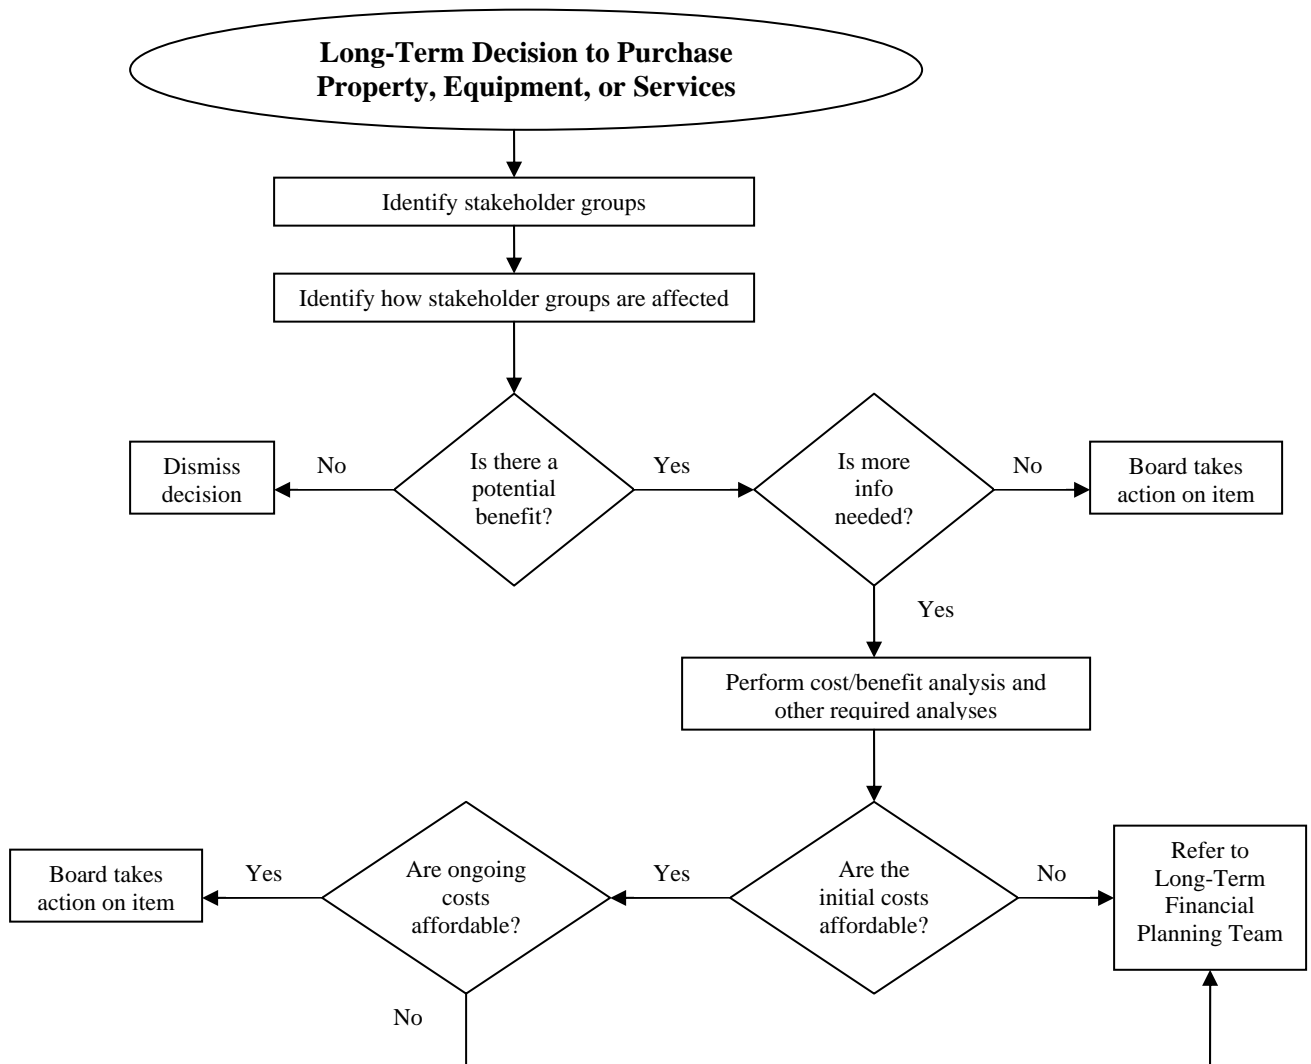 Long-Term Decision to Purchase
Property, Equipment, or Services
Identify stakeholder groups
Identify how stakeholder groups are affected
Dismiss
decision
No
Is there a
potential
benefit?
Yes
Is more
info
needed?
No
Board takes
action on item
Yes
Perform cost/benefit analysis and
other required analyses
Board takes
action on item
Yes
Are ongoing
costs
affordable?
Yes
Are the
initial costs
affordable?
No
Refer to
Long-Term
Financial
Planning Team
No